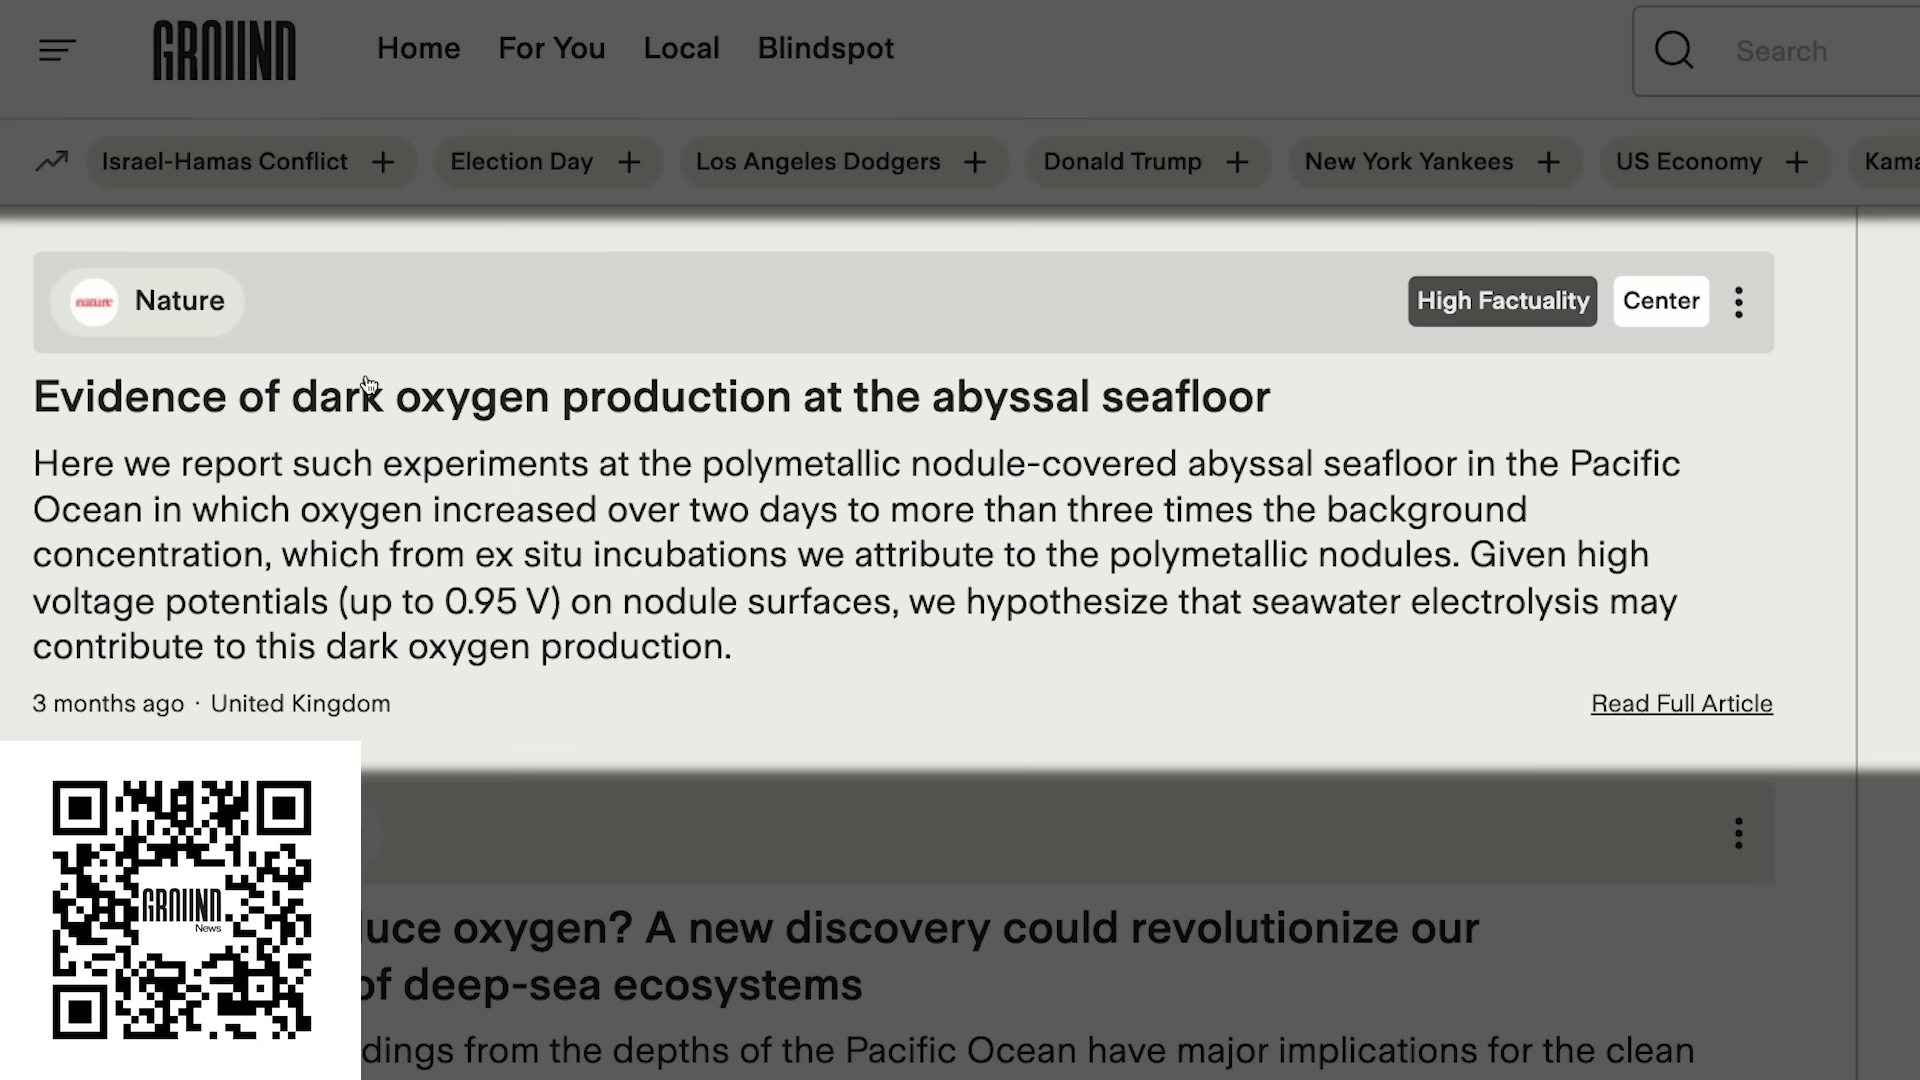 GROUND
Home
For You
Local
Blindspot
Search
Israel-Hamas Conflict +
Election Day +
Los Angeles Dodgers +
Donald Trump +
New York Yankees +
US Economy +
Kama
nature
Nature
High Factuality
Center
Evidence of dark oxygen production at the abyssal seafloor
Here we report such experiments at the polymetallic nodule-covered abyssal seafloor in the Pacific
Ocean in which oxygen increased over two days to more than three times the background
concentration, which from ex situ incubations we attribute to the polymetallic nodules. Given high
voltage potentials (up to 0.95 V) on nodule surfaces, we hypothesize that seawater electrolysis may
contribute to this dark oxygen production.
3 months ago · United Kingdom
Read Full Article
GROUND
News
uce oxygen? A new discovery could revolutionize our
of deep-sea ecosystems
dings from the depths of the Pacific Ocean have major implications for the clean